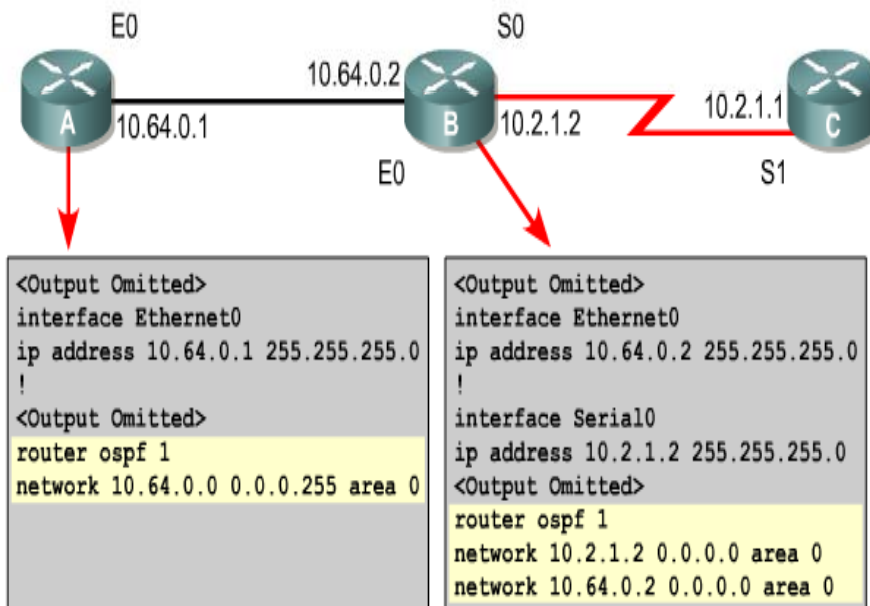 E0
S0
10.64.0.2
10.2.1.1
A
10.64.0.1
B
10.2.1.2
C
E0
S1
<Output Omitted>
interface Ethernet0
ip address 10.64.0.1 255.255.255.0
!
<Output Omitted>
router ospf 1
network 10.64.0.0 0.0.0.255 area 0
<Output Omitted>
interface Ethernet0
ip address 10.64.0.2 255.255.255.0
!
interface Serial0
ip address 10.2.1.2 255.255.255.0
<Output Omitted>
router ospf 1
network 10.2.1.2 0.0.0.0 area 0
network 10.64.0.2 0.0.0.0 area 0